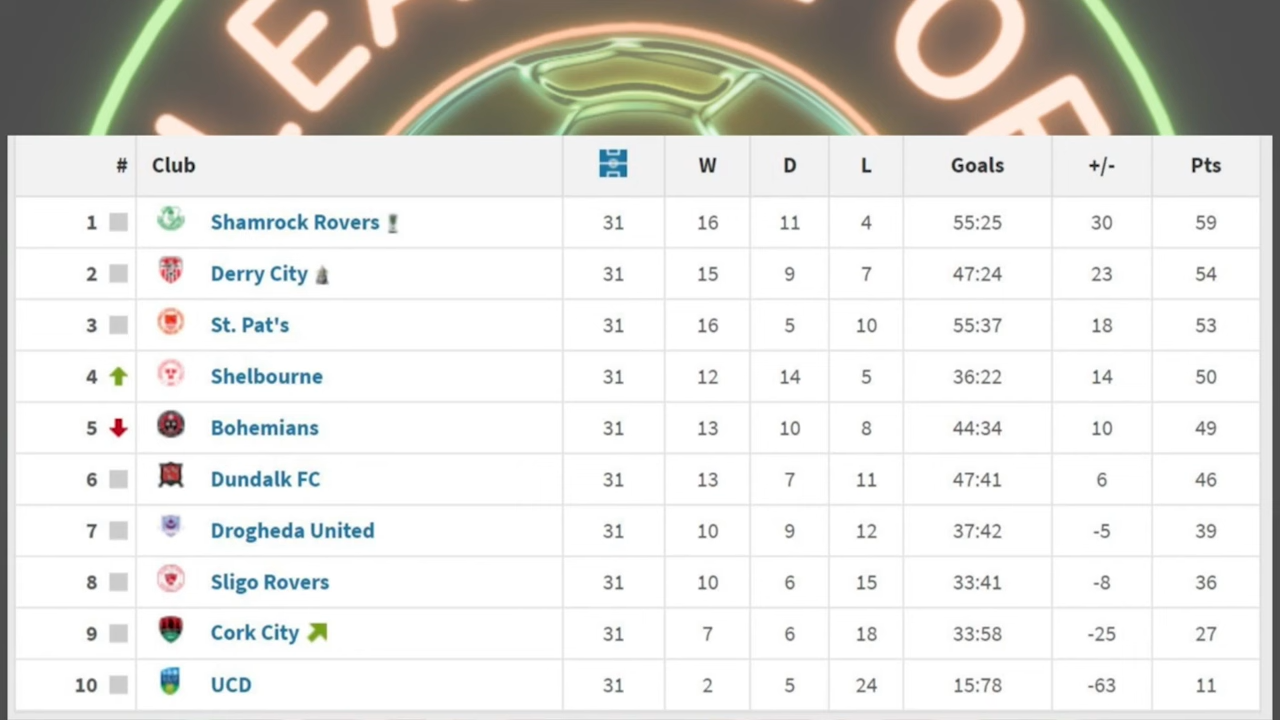 LEA OF
# Club W D L Goals +/- Pts
1 Shamrock Rovers 31 16 11 4 55:25 30 59
2 Derry City 31 15 9 7 47:24 23 54
3 St. Pat's 31 16 5 10 55:37 18 53
4 Shelbourne 31 12 14 5 36:22 14 50
5 Bohemians 31 13 10 8 44:34 10 49
6 Dundalk FC 31 13 7 11 47:41 6 46
7 Drogheda United 31 10 9 12 37:42 -5 39
8 Sligo Rovers 31 10 6 15 33:41 -8 36
9 Cork City 31 7 6 18 33:58 -25 27
10 UCD 31 2 5 24 15:78 -63 11